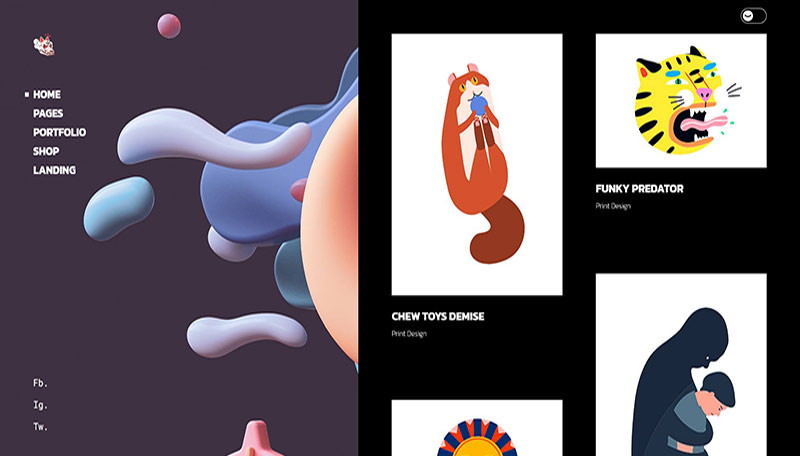 HOME
PAGES
PORTFOLIO
SHOP
LANDING
Fb.
Ig.
Tw.
CHEW TOYS DEMISE
Print Design
FUNKY PREDATOR
Print Design